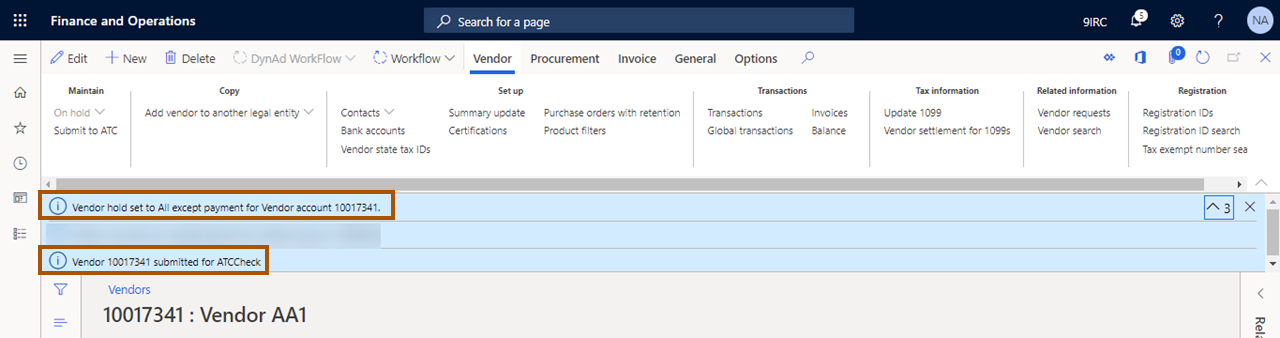 Finance and Operations
Search for a page
9IRC
5
?
NA
Edit
New
Delete
DynAd WorkFlow
Workflow
Vendor
Procurement
Invoice
General
Options
0
Maintain
On hold
Submit to ATC
Copy
Add vendor to another legal entity
Set up
Contacts
Bank accounts
Vendor state tax IDs
Summary update
Certifications
Purchase orders with retention
Product filters
Transactions
Transactions
Global transactions
Invoices
Balance
Tax information
Update 1099
Vendor settlement for 1099s
Related information
Vendor requests
Vendor search
Registration
Registration IDs
Registration ID search
Tax exempt number sea
Vendor hold set to All except payment for Vendor account 10017341.
3
Vendor 10017341 submitted for ATCCheck
Vendors
10017341 : Vendor AA1
Rela